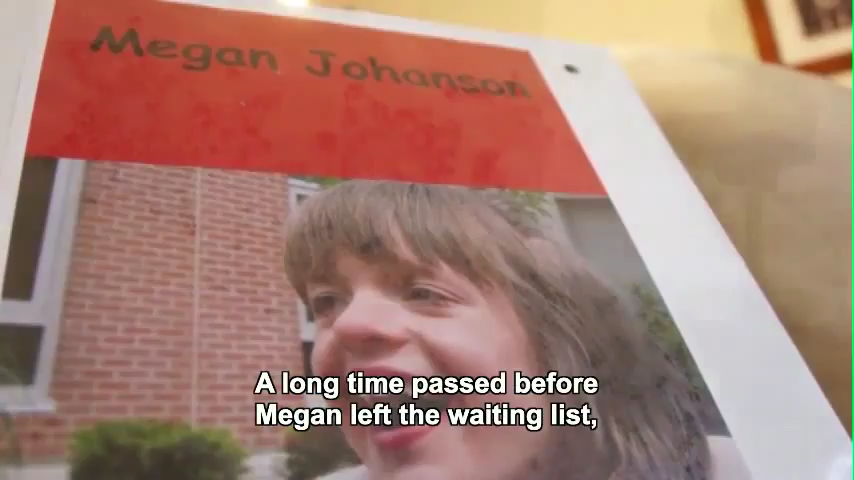 Megan Johanson
A long time passed before
Megan left the waiting list,